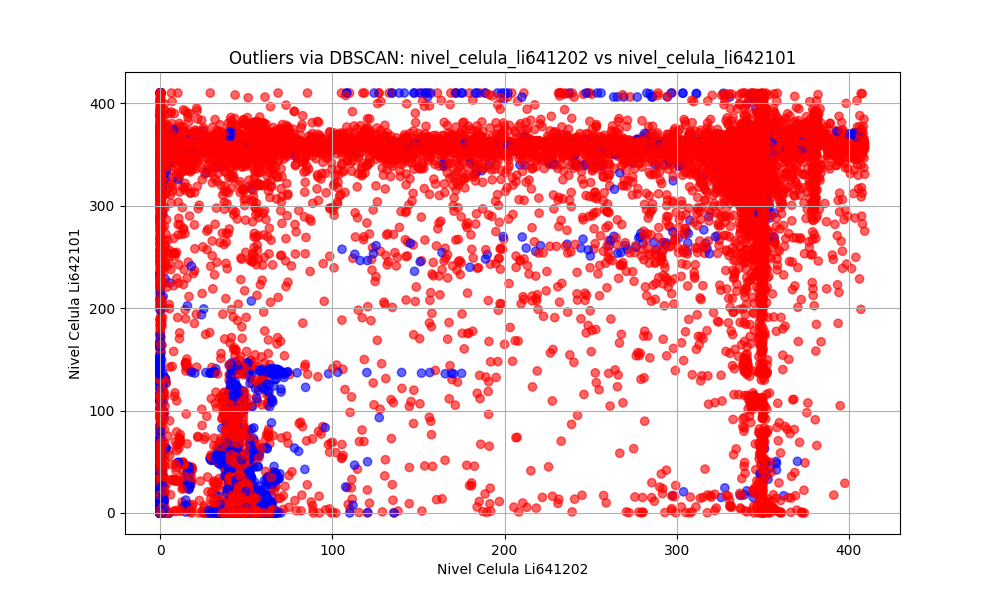 Outliers via DBSCAN: nivel_celula_li641202 vs nivel_celula_li642101
400
300
200
100
0
Nivel Celula Li642101
0 100 200 300 400
Nivel Celula Li641202